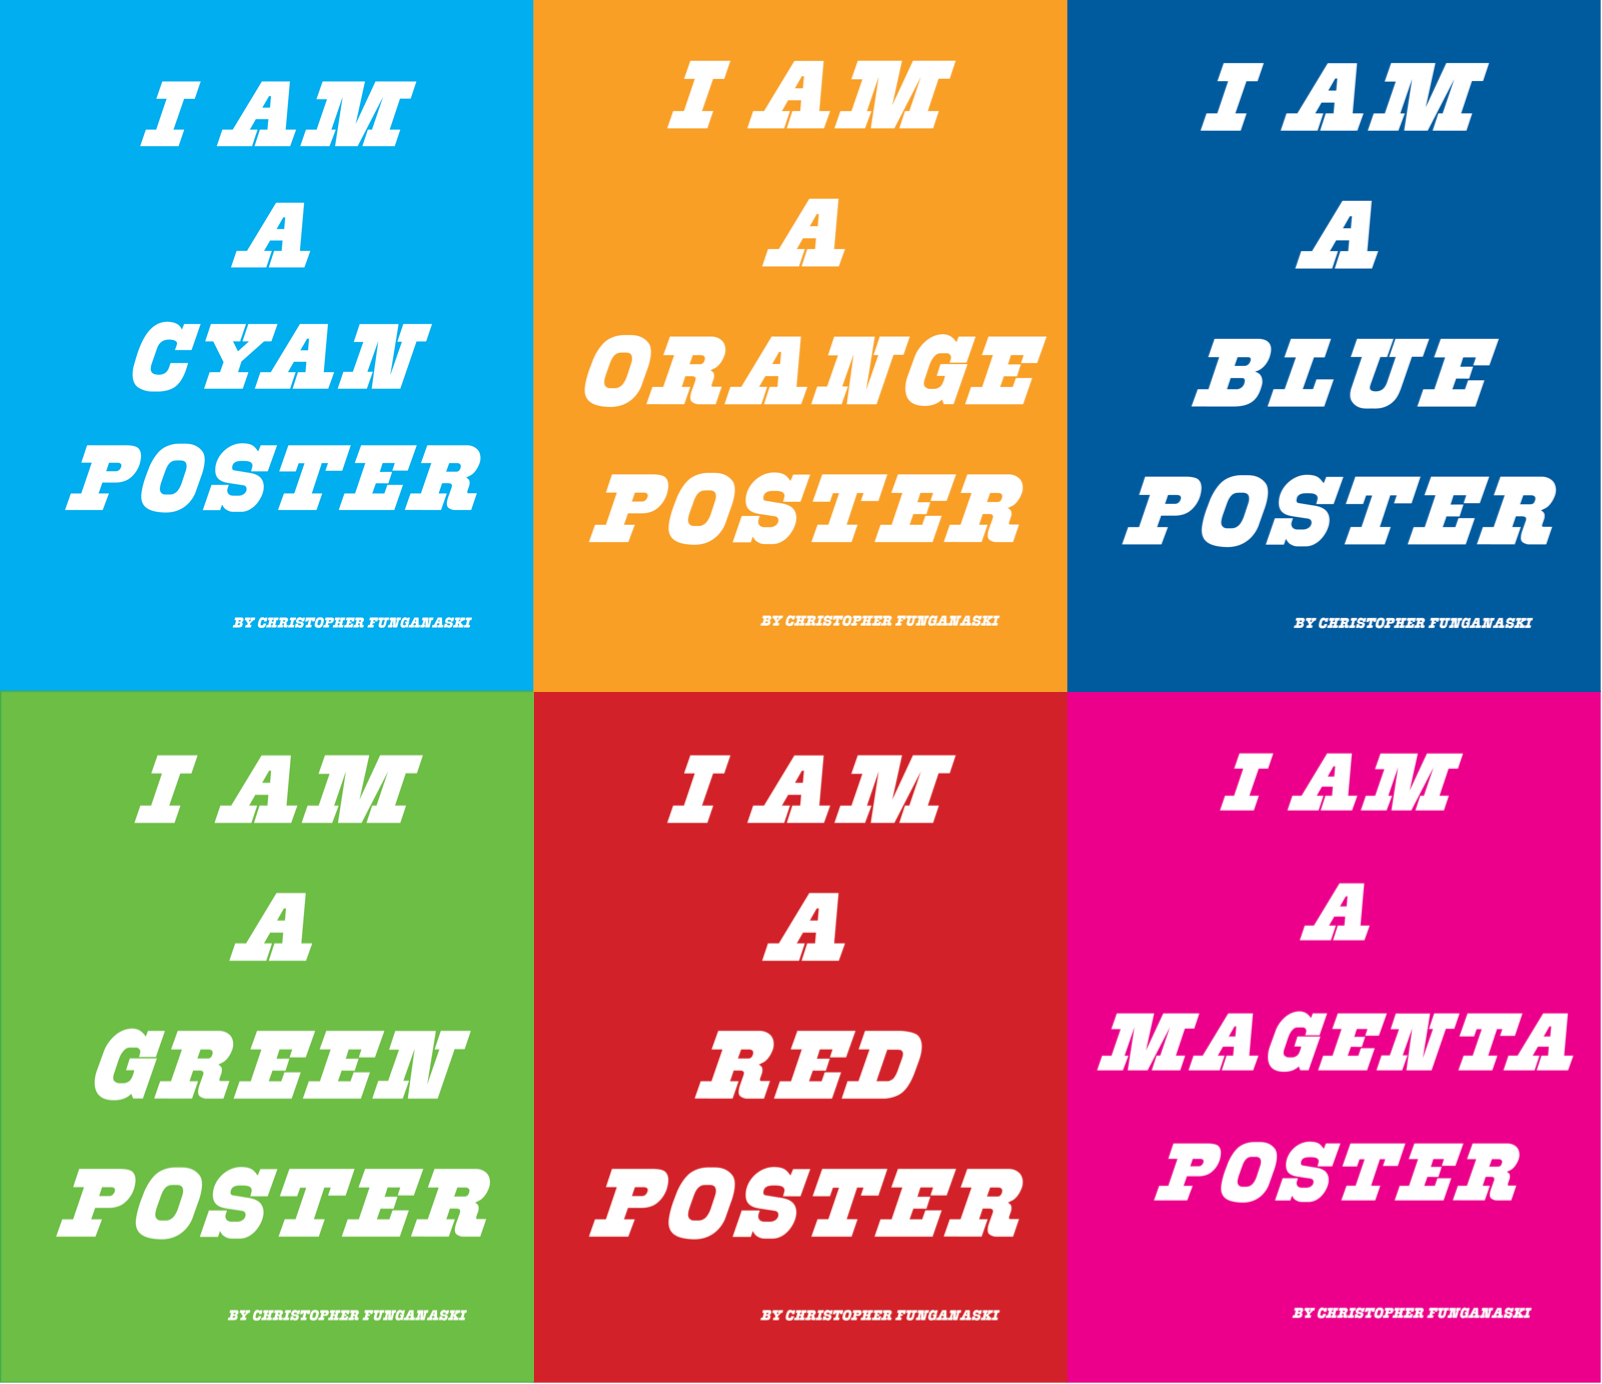 I AM
A
CYAN
POSTER
BY CHRISTOPHER FUNGANASKI
I AM
A
ORANGE
POSTER
BY CHRISTOPHER FUNGANASKI
I AM
A
BLUE
POSTER
BY CHRISTOPHER FUNGANASKI
I AM
A
GREEN
POSTER
BY CHRISTOPHER FUNGANASKI
I AM
A
RED
POSTER
BY CHRISTOPHER FUNGANASKI
I AM
A
MAGENTA
POSTER
BY CHRISTOPHER FUNGANASKI